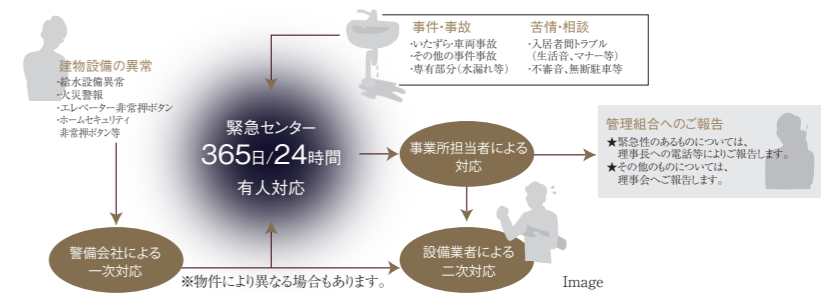 建物設備の異常
・給水設備異常
・火災警報
・エレベーター非常押ボタン
・ホームセキュリティ
非常押ボタン等
事件・事故
・いたずら・車両事故
・その他の事件事故
・専有部分(水漏れ等)
苦情・相談
・入居者間トラブル
(生活音、マナー等)
・不審音、無断駐車等
緊急センター
365日/24時間
有人対応
事業所担当者による
対応
管理組合へのご報告
★緊急性のあるものについては、
理事長への電話等によりご報告します。
★その他のものについては、
理事会へご報告します。
警備会社による
一次対応
設備業者による
二次対応
※物件により異なる場合もあります。
Image